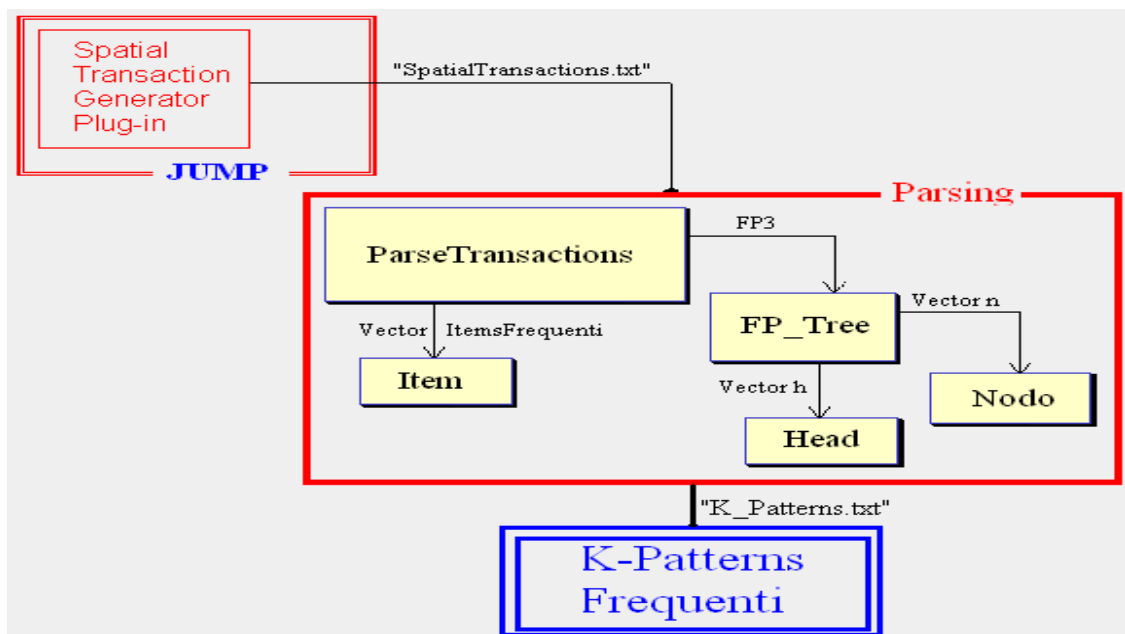 Spatial
Transaction
Generator
Plug-in
"SpatialTransactions.txt"
JUMP
Parsing
ParseTransactions
FP3
Vector ItemsFrequenti
Item
FP_Tree
Vector n
Vector h
Nodo
Head
"K_Patterns.txt"
K-Patterns
Frequenti